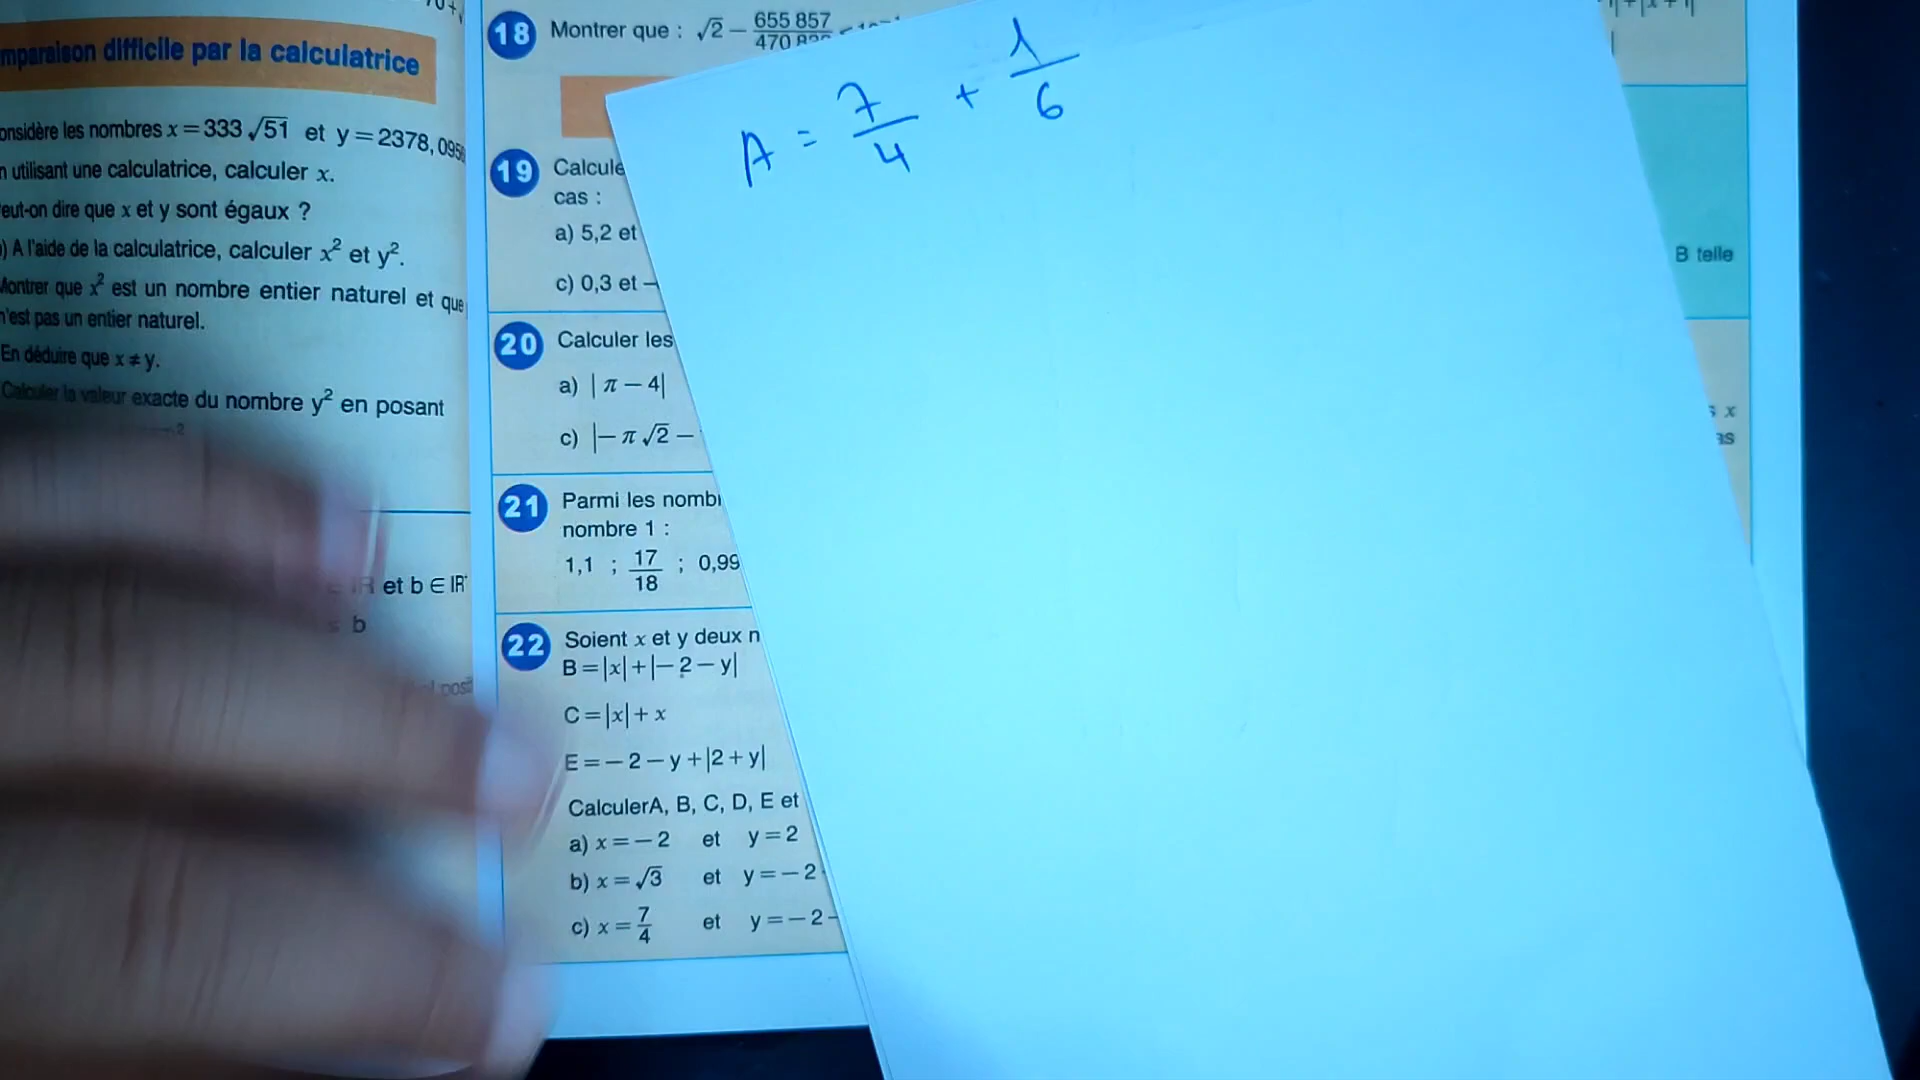 mparaison difficile par la calculatrice
onsidère les nombres x = 333 √51 et y = 2378,095
n utilisant une calculatrice, calculer x.
eut-on dire que x et y sont égaux ?
) A l'aide de la calculatrice, calculer x² et y².
Montrer que x² est un nombre entier naturel et que
n'est pas un entier naturel.
En déduire que x ≠ y.
Calculer la valeur exacte du nombre y² en posant
IR et b ∈ IR
b
18 Montrer que : √2 − 655 857
19 Calcule
cas :
a) 5,2 et
c) 0,3 et −
20 Calculer les
a) | π − 4|
c) |− π √2 −
21 Parmi les nomb
nombre 1 :
1,1 ; 17/18 ; 0,99
22 Soient x et y deux n
B = |x| + |− 2 − y|
C = |x| + x
E = − 2 − y + |2 + y|
CalculerA, B, C, D, E et
a) x = − 2 et y = 2
b) x = √3 et y = − 2
c) x = 7/4 et y = − 2 −
A = 7/4 + 1/6
B telle
x